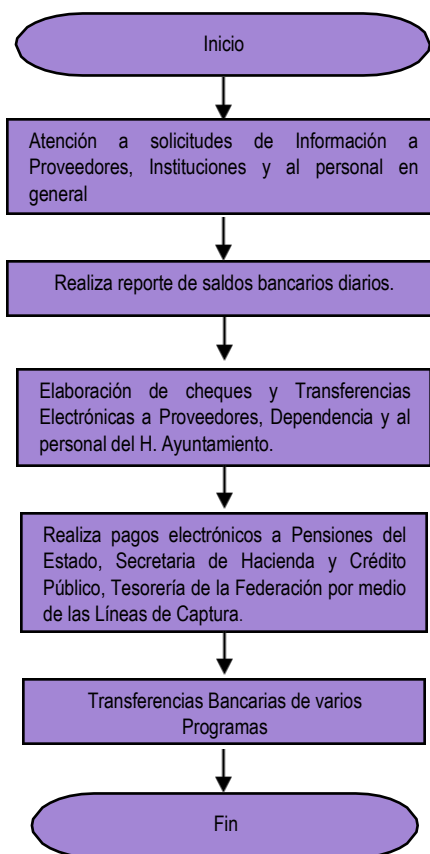 Inicio
Atención a solicitudes de Información a
Proveedores, Instituciones y al personal en
general
Realiza reporte de saldos bancarios diarios.
Elaboración de cheques y Transferencias
Electrónicas a Proveedores, Dependencia y al
personal del H. Ayuntamiento.
Realiza pagos electrónicos a Pensiones del
Estado, Secretaria de Hacienda y Crédito
Público, Tesorería de la Federación por medio
de las Líneas de Captura.
Transferencias Bancarias de varios
Programas
Fin